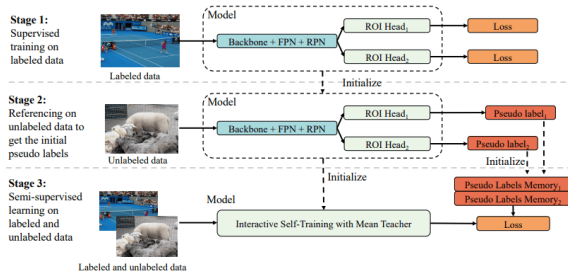 Stage 1:
Supervised
training on
labeled data
Labeled data
Model
Backbone + FPN + RPN
ROI Head1
ROI Head2
Loss
Loss
Initialize
Stage 2:
Referencing on
unlabeled data to
get the initial
pseudo labels
Unlabeled data
Model
Backbone + FPN + RPN
ROI Head1
ROI Head2
Pseudo label1
Pseudo label2
Initialize
Initialize
Stage 3:
Semi-supervised
learning on
labeled and
unlabeled data
Labeled and unlabeled data
Model
Interactive Self-Training with Mean Teacher
Pseudo Labels Memory1
Pseudo Labels Memory2
Loss